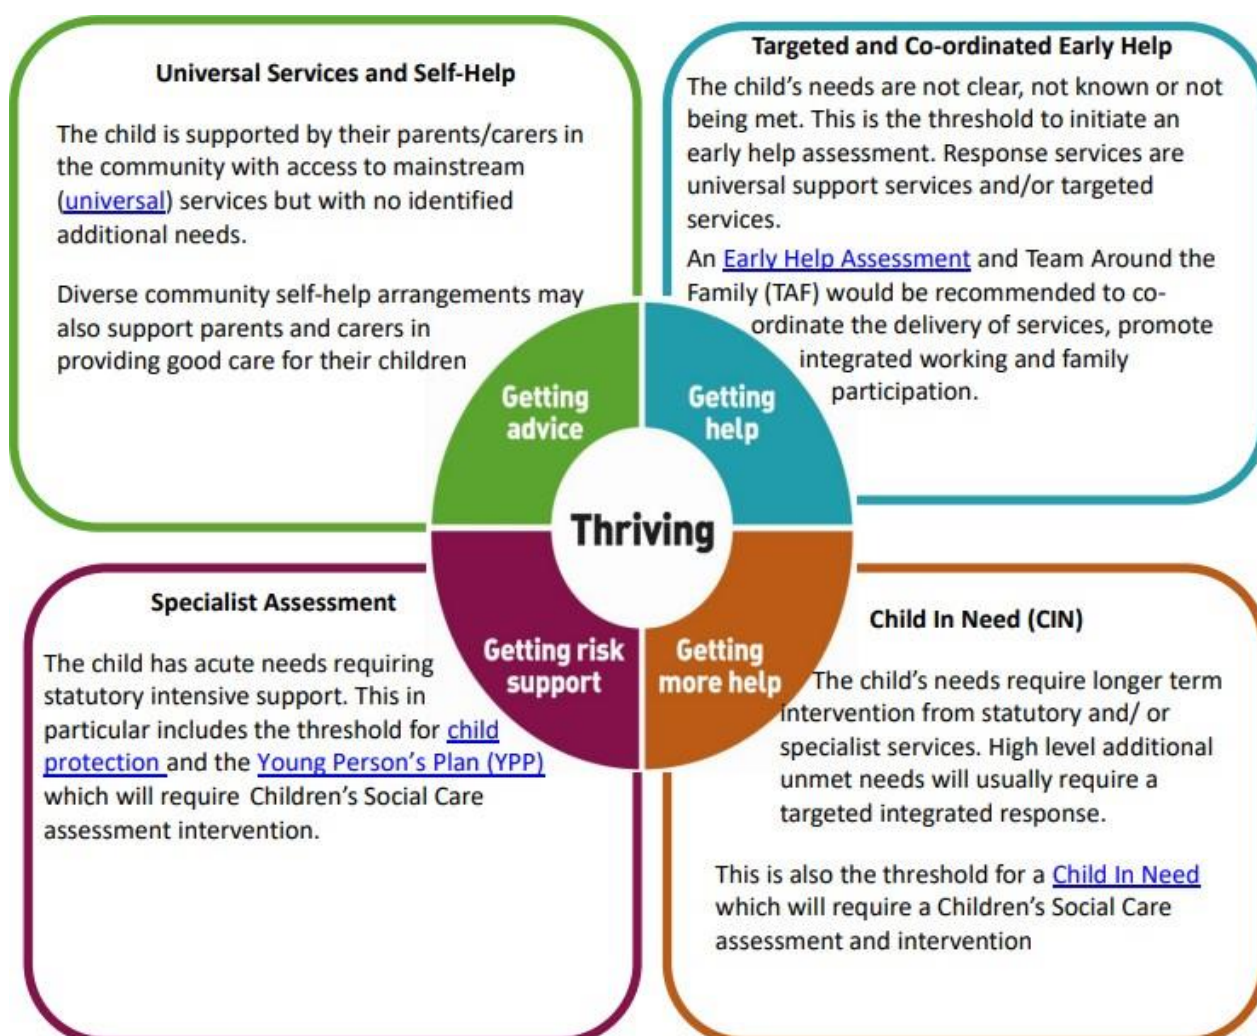 Universal Services and Self-Help
The child is supported by their parents/carers in
the community with access to mainstream
(universal) services but with no identified
additional needs.
Diverse community self-help arrangements may
also support parents and carers in
providing good care for their children
Targeted and Co-ordinated Early Help
The child's needs are not clear, not known or not
being met. This is the threshold to initiate an
early help assessment. Response services are
universal support services and/or targeted
services.
An Early Help Assessment and Team Around the
Family (TAF) would be recommended to co-
ordinate the delivery of services, promote
integrated working and family
participation.
Getting
advice
Getting
help
Thriving
Getting risk
support
Getting
more help
Specialist Assessment
The child has acute needs requiring
statutory intensive support. This in
particular includes the threshold for child
protection and the Young Person's Plan (YPP)
which will require Children's Social Care
assessment intervention.
Child In Need (CIN)
The child's needs require longer term
intervention from statutory and/ or
specialist services. High level additional
unmet needs will usually require a
targeted integrated response.
This is also the threshold for a Child In Need
which will require a Children's Social Care
assessment and intervention